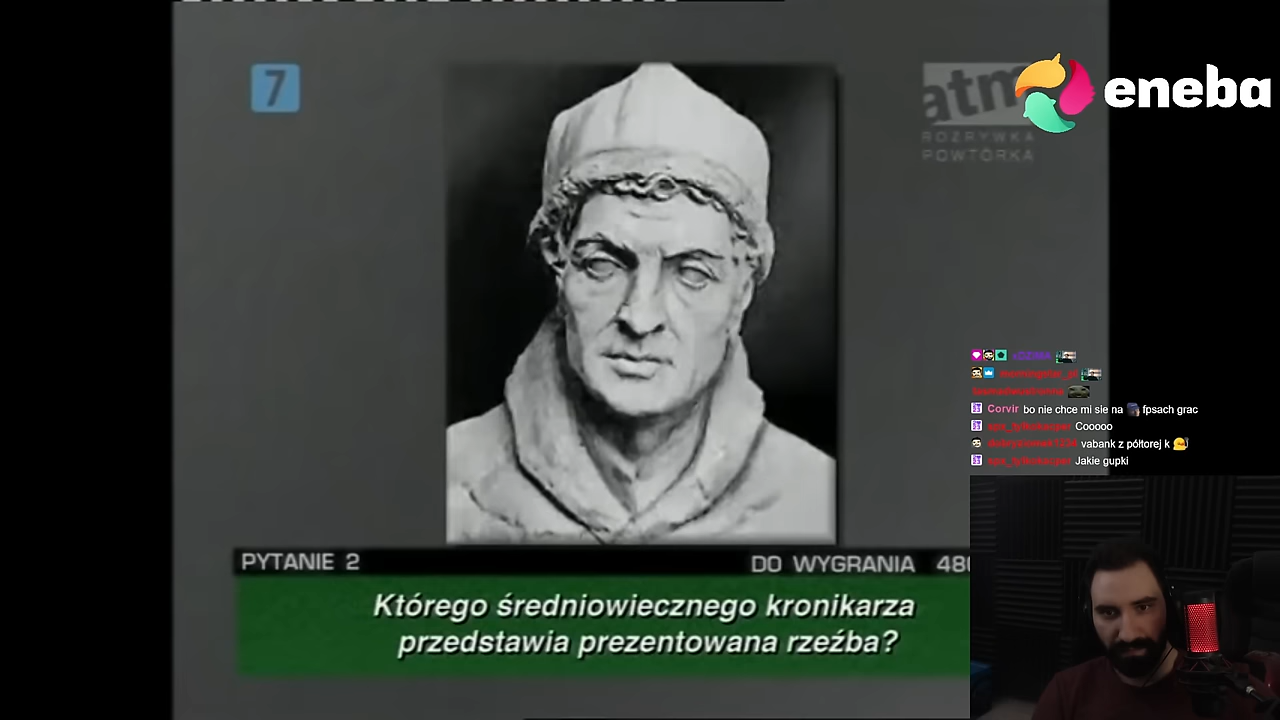 7
atm
ROZRYWKA
POWTÓRKA
eneba
Corvir bo nie chce mi sie na fpsach grac
Cooooo
vabank z półtorej k
Jakie gupki
PYTANIE 2
DO WYGRANIA 480
Którego średniowiecznego kronikarza
przedstawia prezentowana rzeźba?